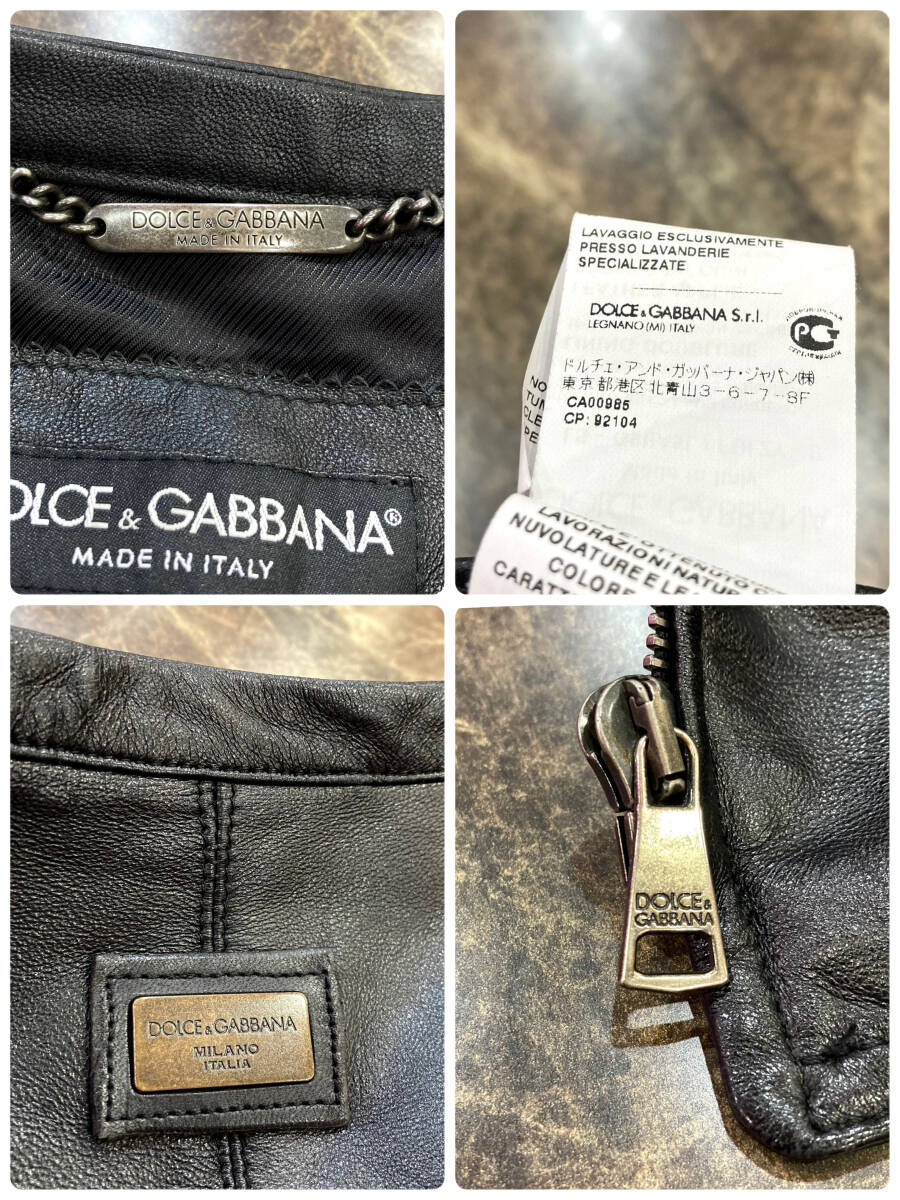 DOLCE & GABBANA
MADE IN ITALY
DOLCE & GABBANA®
MADE IN ITALY
LAVAGGIO ESCLUSIVAMENTE
PRESSO LAVANDERIE
SPECIALIZZATE
DOLCE & GABBANA S.r.l.
LEGNANO (MI) ITALY
ドルチェ・アンド・ガッバーナ・ジャパン㈱
東京都港区北青山3-6-7-8F
CA00985
CP: 92104
LAVORAZIONI NATUR
NUVOLATURE E LE
COLORE
CARATT
DOLCE & GABBANA
MILANO
ITALIA
DOLCE &
GABBANA